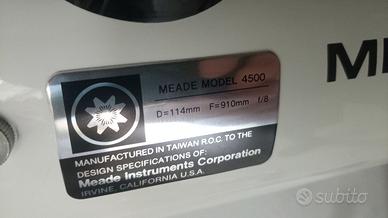 MEADE MODEL 4500
D=114mm F=910mm f/8
MANUFACTURED IN TAIWAN R.O.C. TO THE
DESIGN SPECIFICATIONS OF:
Meade Instruments Corporation
IRVINE, CALIFORNIA U.S.A.
subito